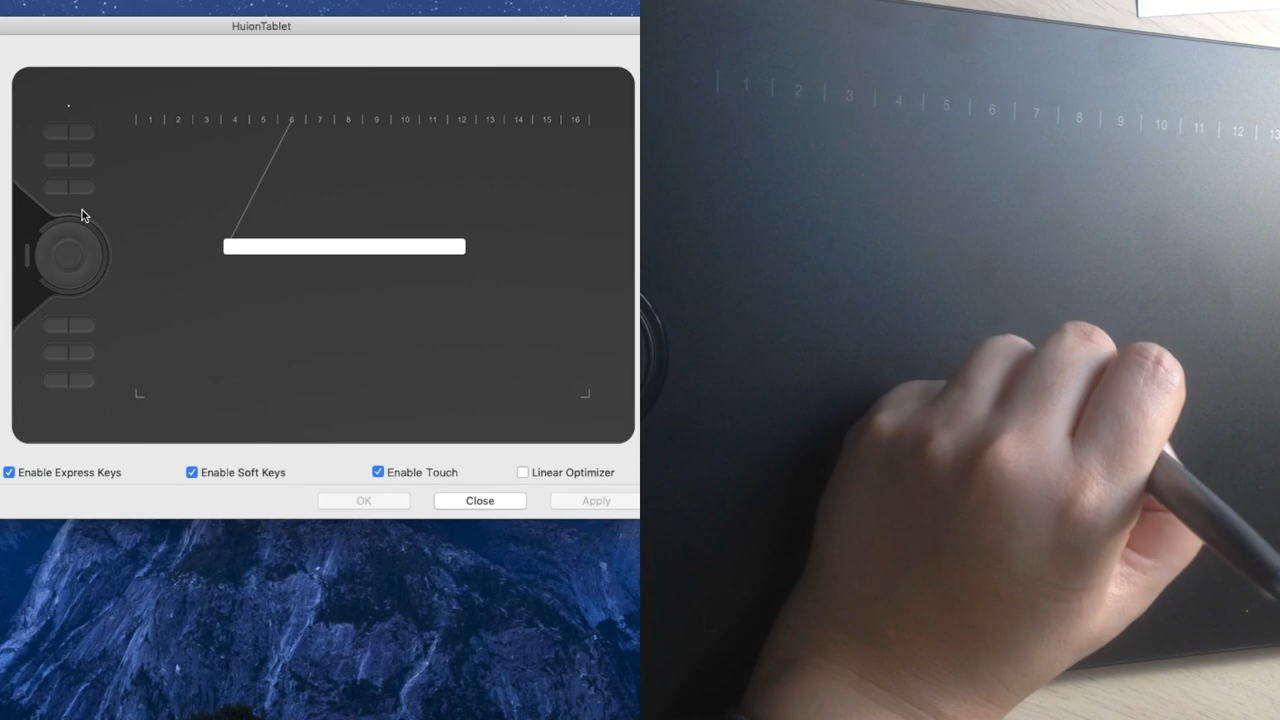 HuionTablet
1 2 3 4 5 6 7 8 9 10 11 12 13 14 15 16
Enable Express Keys Enable Soft Keys Enable Touch Linear Optimizer
OK Close Apply
1 2 3 4 5 6 7 8 9 10 11 12 13